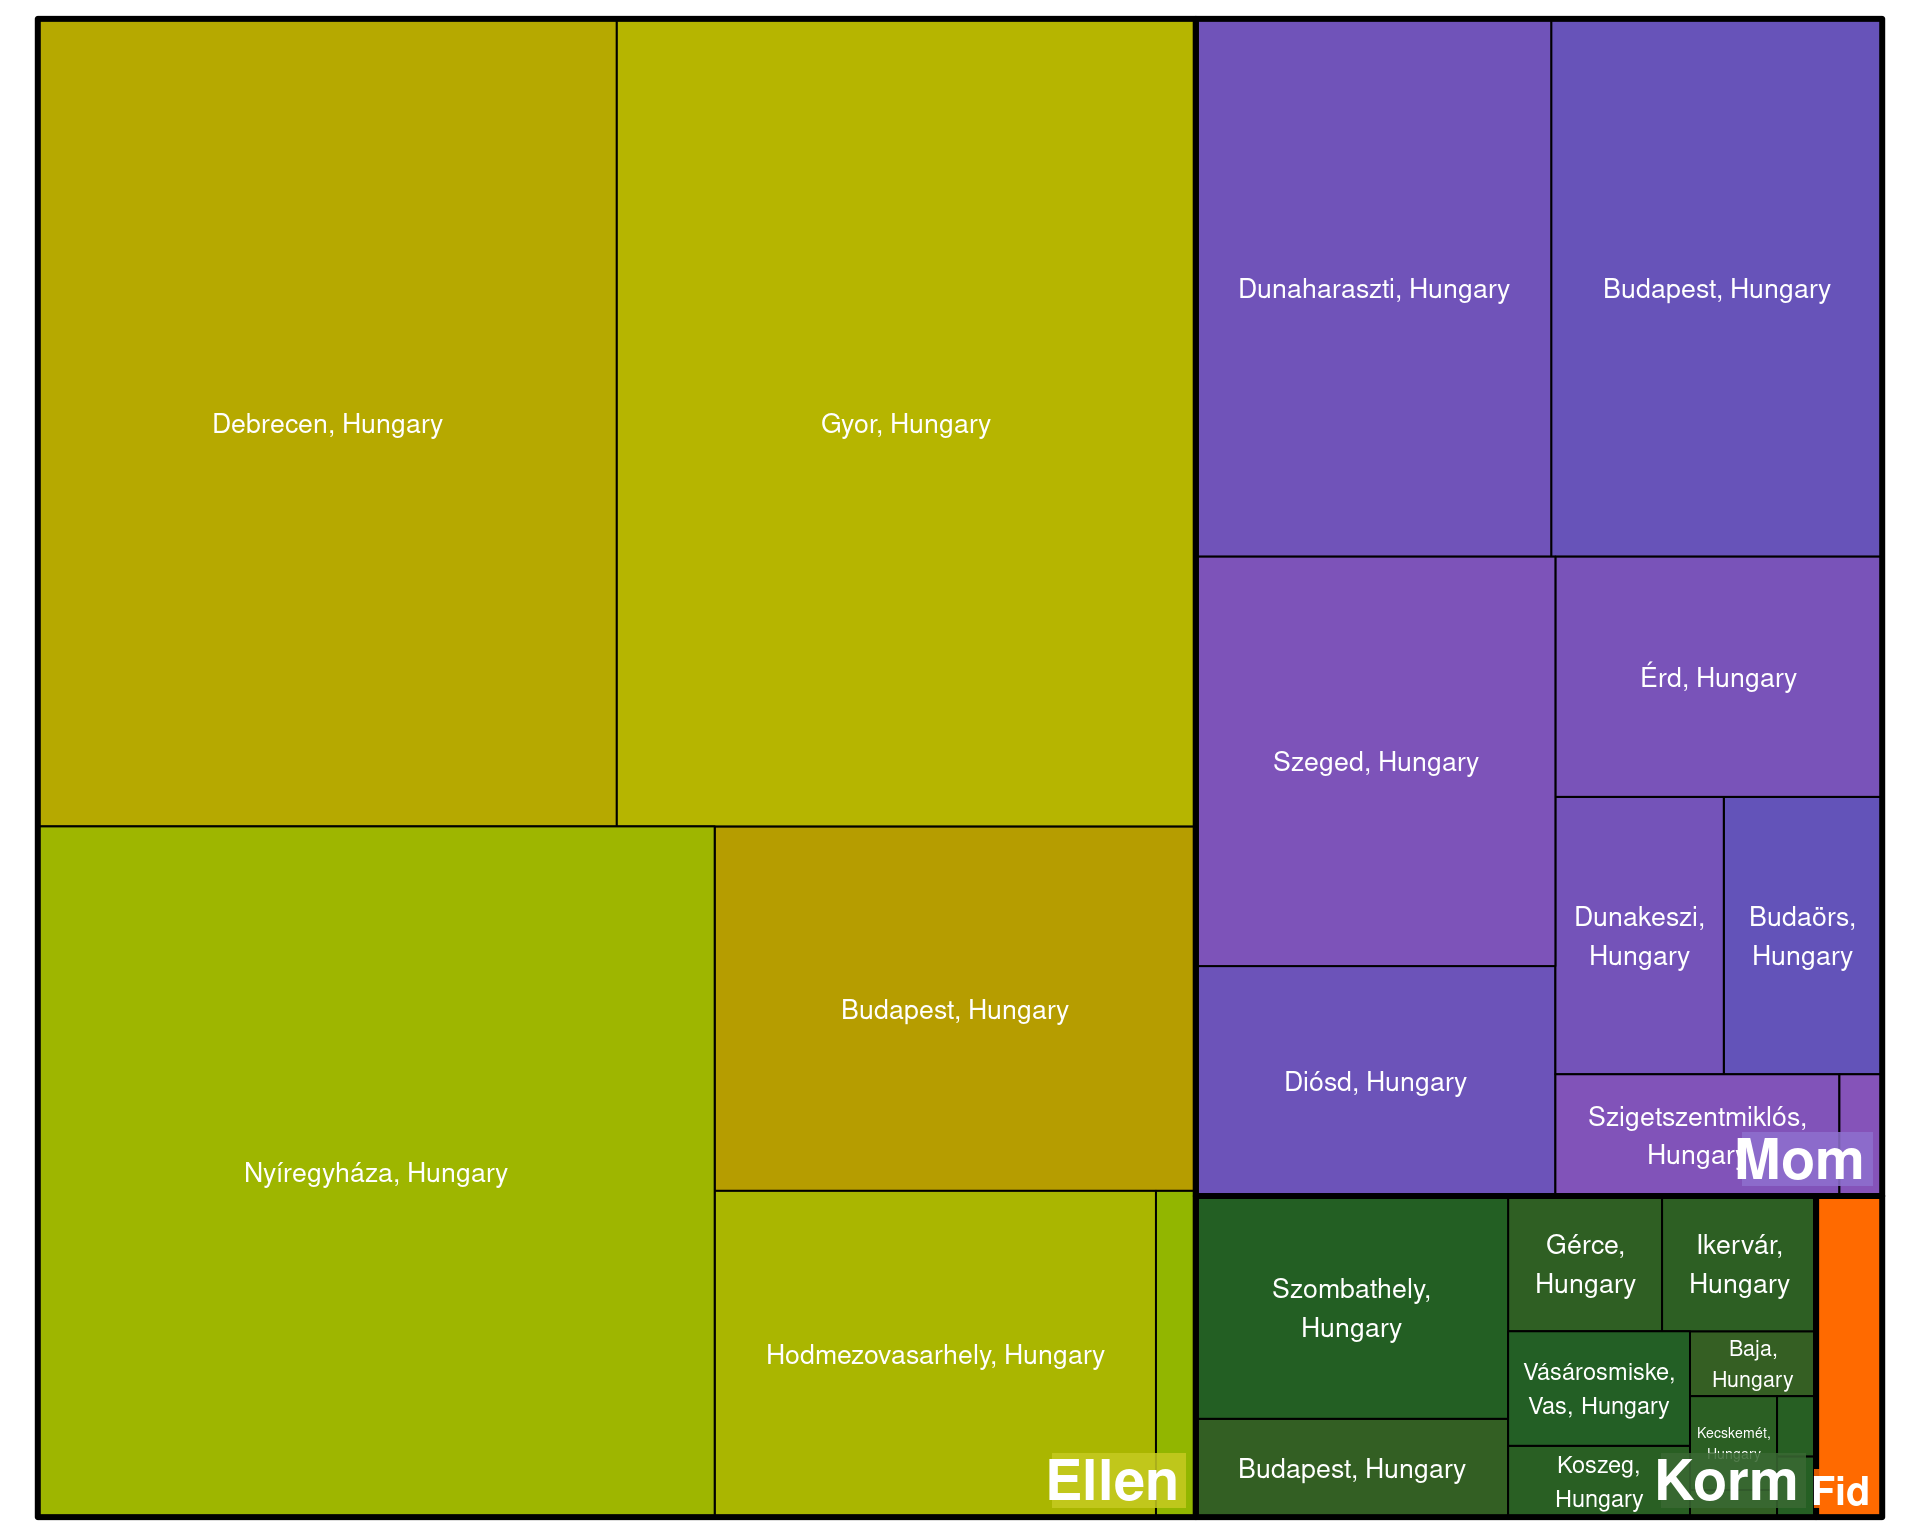 Debrecen, Hungary
Gyor, Hungary
Nyíregyháza, Hungary
Budapest, Hungary
Hodmezovasarhely, Hungary
Ellen
Dunaharaszti, Hungary
Budapest, Hungary
Szeged, Hungary
Érd, Hungary
Dunakeszi,
Hungary
Budaörs,
Hungary
Diósd, Hungary
Szigetszentmiklós,
Hungary
Mom
Szombathely,
Hungary
Budapest, Hungary
Gérce,
Hungary
Ikervár,
Hungary
Vásárosmiske,
Vas, Hungary
Baja,
Hungary
Kecskemét,
Hungary
Koszeg,
Hungary
Korm
Fid